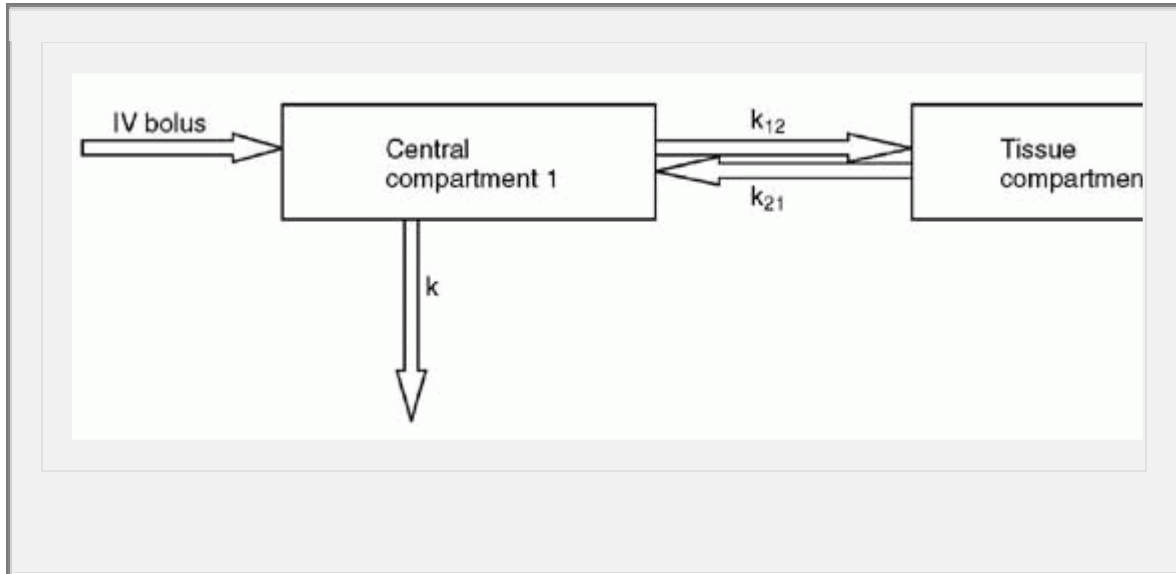 IV bolus
Central
compartment 1
k₁₂
k₂₁
Tissue
compartmen
k